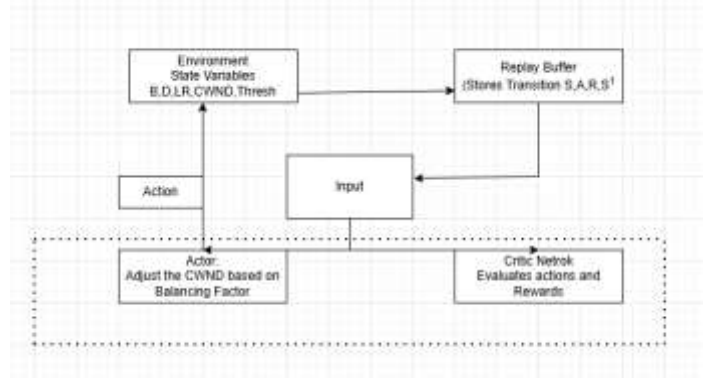 Environment
State Variables
B,D,LR,CWND,Thresh
Replay Buffer
(Stores Transition S,A,R,S¹
Input
Action
Actor:
Adjust the CWND based on
Balancing Factor
Critic Netrok
Evaluates actions and
Rewards